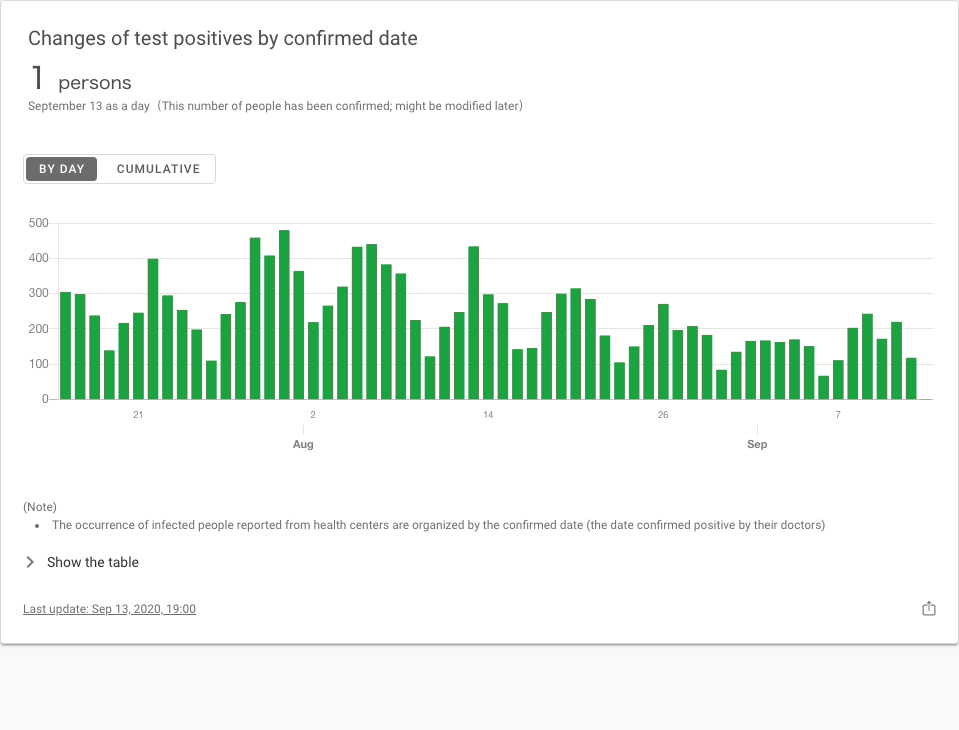 Changes of test positives by confirmed date
1 persons
September 13 as a day（This number of people has been confirmed; might be modified later）
BY DAY CUMULATIVE
500
400
300
200
100
0
21 2 14 26 7
Aug Sep
(Note)
• The occurrence of infected people reported from health centers are organized by the confirmed date (the date confirmed positive by their doctors)
Show the table
Last update: Sep 13, 2020, 19:00